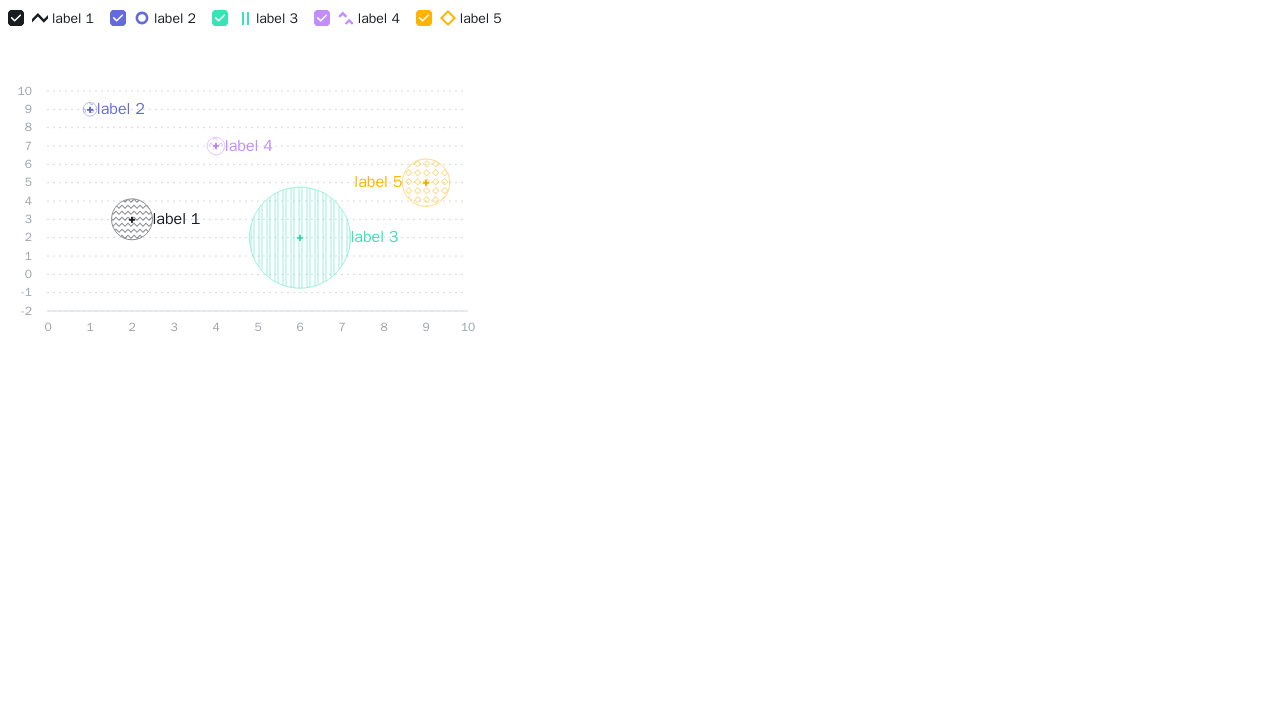 label 1 label 2 label 3 label 4 label 5
10
9
label 2
8
7
label 4
6
5
label 5
4
3
label 1
2
label 3
1
0
-1
-2
0 1 2 3 4 5 6 7 8 9 10